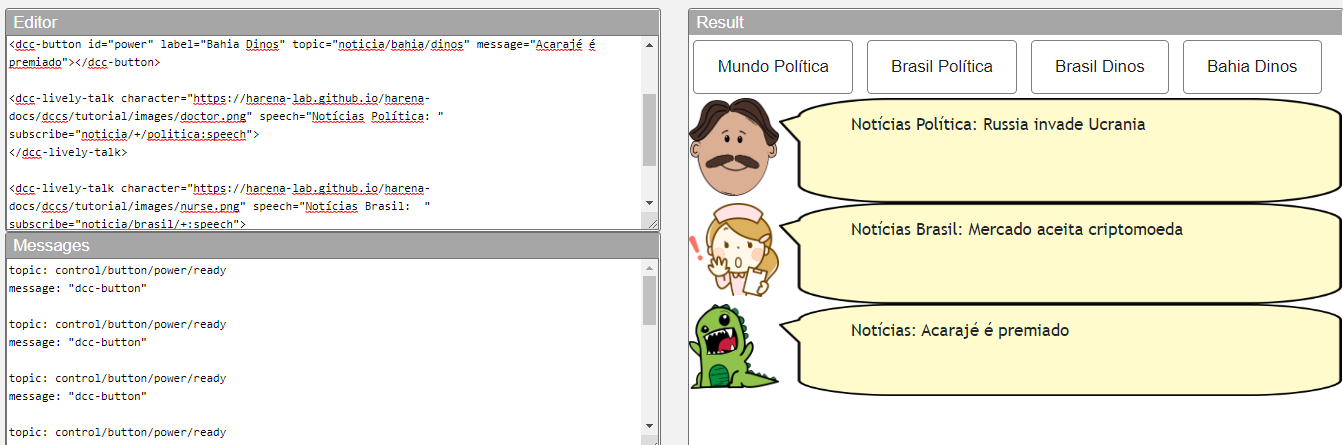 Editor
<dcc-button id="power" label="Bahia Dinos" topic="noticia/bahia/dinos" message="Acarajé é
premiado"></dcc-button>
<dcc-lively-talk character="https://harena-lab.github.io/harena-
docs/dccs/tutorial/images/doctor.png" speech="Notícias Política: "
subscribe="noticia/+/politica:speech">
</dcc-lively-talk>
<dcc-lively-talk character="https://harena-lab.github.io/harena-
docs/dccs/tutorial/images/nurse.png" speech="Notícias Brasil:  "
subscribe="noticia/brasil/+:speech">
Messages
topic: control/button/power/ready
message: "dcc-button"
topic: control/button/power/ready
message: "dcc-button"
topic: control/button/power/ready
message: "dcc-button"
topic: control/button/power/ready
Result
Mundo Política
Brasil Política
Brasil Dinos
Bahia Dinos
Notícias Política: Russia invade Ucrania
Notícias Brasil: Mercado aceita criptomoeda
Notícias: Acarajé é premiado